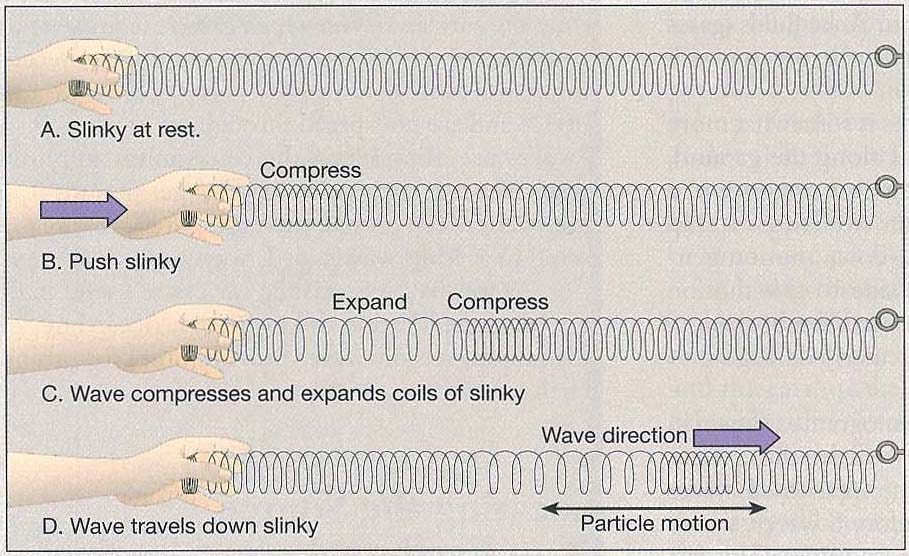 A. Slinky at rest.
Compress
B. Push slinky
Expand Compress
C. Wave compresses and expands coils of slinky
Wave direction
D. Wave travels down slinky
Particle motion